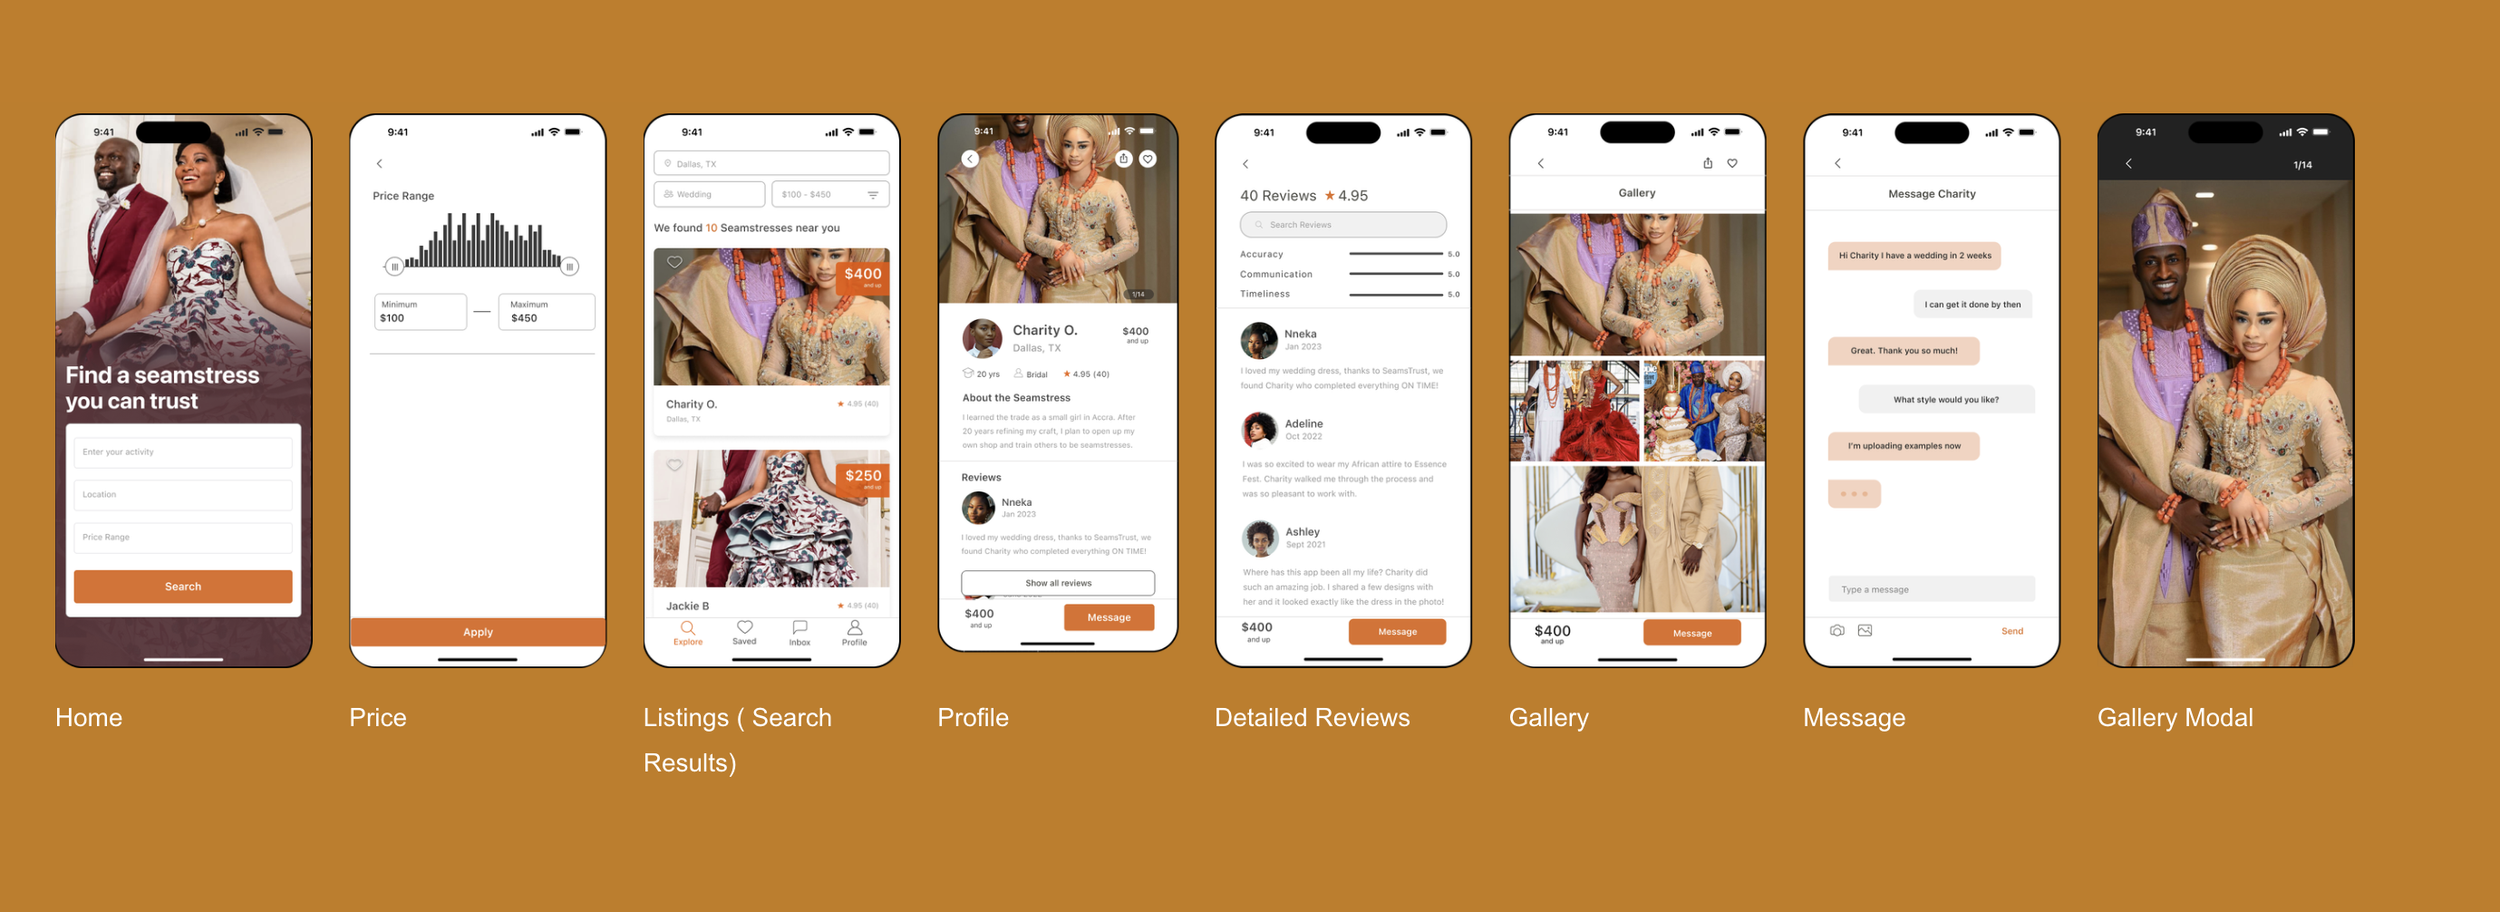 9:41
Find a seamstress
you can trust
Enter your activity
Location
Price Range
Search
Home
9:41
Price Range
Minimum
$100
Maximum
$450
Apply
Price
9:41
Dallas, TX
Wedding
$100 - $450
We found 10 Seamstresses near you
$400
and up
Charity O.
4.95 (40)
Dallas, TX
$250
and up
Jackie B
4.95 (40)
Explore
Saved
Inbox
Profile
Listings ( Search
Results)
9:41
1/14
Charity O.
$400
and up
Dallas, TX
20 yrs
Bridal
4.95 (40)
About the Seamstress
I learned the trade as a small girl in Accra. After
20 years refining my craft, I plan to open up my
own shop and train others to be seamstresses.
Reviews
Nneka
Jan 2023
I loved my wedding dress, thanks to SeamsTrust, we
found Charity who completed everything ON TIME!
Show all reviews
$400
and up
Message
Profile
9:41
40 Reviews 4.95
Search Reviews
Accuracy 5.0
Communication 5.0
Timeliness 5.0
Nneka
Jan 2023
I loved my wedding dress, thanks to SeamsTrust, we
found Charity who completed everything ON TIME!
Adeline
Oct 2022
I was so excited to wear my African attire to Essence
Fest. Charity walked me through the process and
was so pleasant to work with.
Ashley
Sept 2021
Where has this app been all my life? Charity did
such an amazing job. I shared a few designs with
her and it looked exactly like the dress in the photo!
$400
and up
Message
Detailed Reviews
9:41
Gallery
$400
and up
Message
Gallery
9:41
Message Charity
Hi Charity I have a wedding in 2 weeks
I can get it done by then
Great. Thank you so much!
What style would you like?
I'm uploading examples now
Type a message
Send
Message
9:41
1/14
Gallery Modal